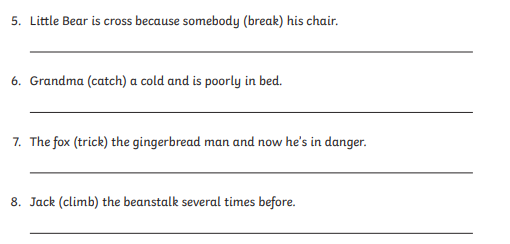 5. Little Bear is cross because somebody (break) his chair.
6. Grandma (catch) a cold and is poorly in bed.
7. The fox (trick) the gingerbread man and now he's in danger.
8. Jack (climb) the beanstalk several times before.